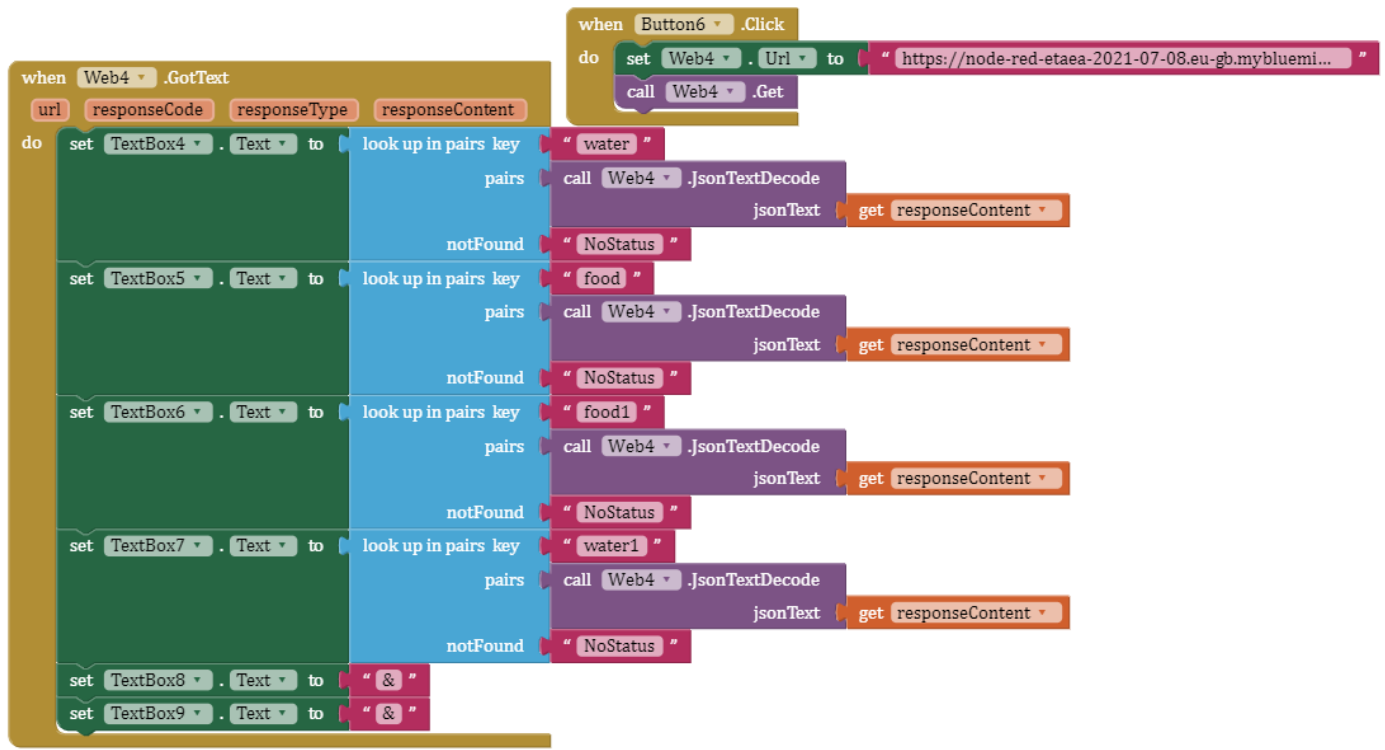 when Button6 .Click
do set Web4 . Url to “ https://node-red-etaea-2021-07-08.eu-gb.mybluemi... ”
call Web4 .Get
when Web4 .GotText
url responseCode responseType responseContent
do set TextBox4 . Text to look up in pairs key “ water ”
pairs call Web4 .JsonTextDecode
jsonText get responseContent
notFound “ NoStatus ”
set TextBox5 . Text to look up in pairs key “ food ”
pairs call Web4 .JsonTextDecode
jsonText get responseContent
notFound “ NoStatus ”
set TextBox6 . Text to look up in pairs key “ food1 ”
pairs call Web4 .JsonTextDecode
jsonText get responseContent
notFound “ NoStatus ”
set TextBox7 . Text to look up in pairs key “ water1 ”
pairs call Web4 .JsonTextDecode
jsonText get responseContent
notFound “ NoStatus ”
set TextBox8 . Text to “ & ”
set TextBox9 . Text to “ & ”